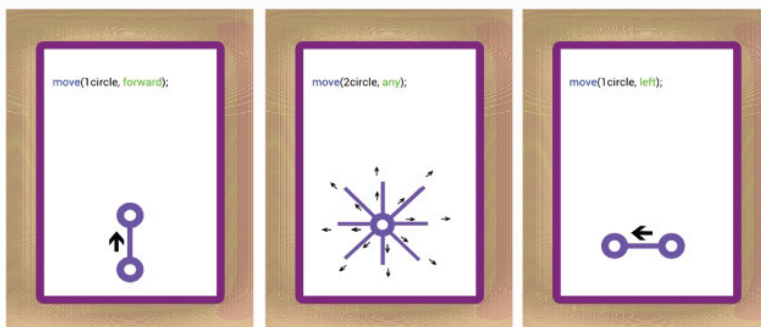 move(1circle, forward);
move(2circle, any);
move(1circle, left);